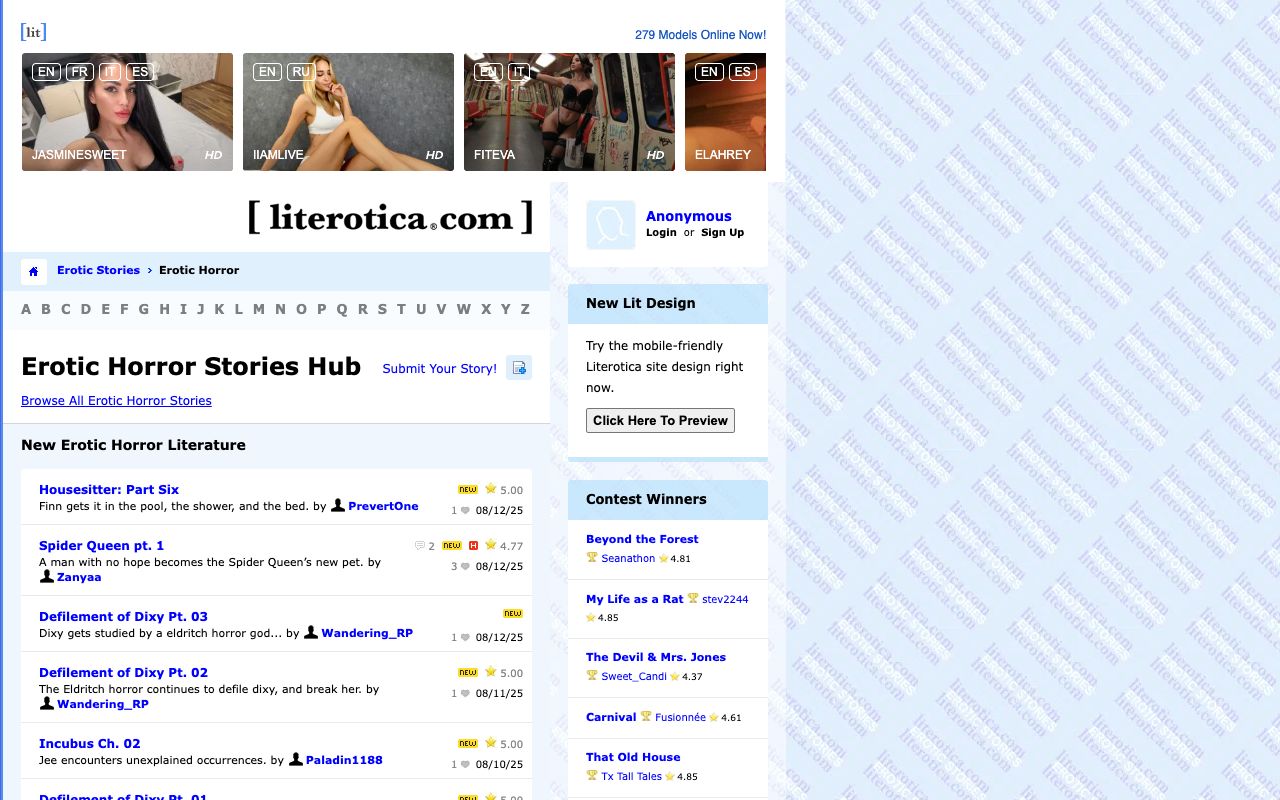 [lit]
279 Models Online Now!
EN FR IT ES
JASMINESWEET HD
EN RU
IIAMLIVE HD
EN IT
FITEVA HD
EN ES
ELAHREY
[ literotica®.com ]
Anonymous
Login or Sign Up
Erotic Stories › Erotic Horror
A B C D E F G H I J K L M N O P Q R S T U V W X Y Z
Erotic Horror Stories Hub
Submit Your Story!
Browse All Erotic Horror Stories
New Erotic Horror Literature
Housesitter: Part Six NEW 5.00
Finn gets it in the pool, the shower, and the bed. by PrevertOne 1 08/12/25
Spider Queen pt. 1 2 NEW H 4.77
A man with no hope becomes the Spider Queen’s new pet. by 3 08/12/25
Zanyaa
Defilement of Dixy Pt. 03 NEW
Dixy gets studied by a eldritch horror god... by Wandering_RP 1 08/12/25
Defilement of Dixy Pt. 02 NEW 5.00
The Eldritch horror continues to defile dixy, and break her. by 1 08/11/25
Wandering_RP
Incubus Ch. 02 NEW 5.00
Jee encounters unexplained occurrences. by Paladin1188 1 08/10/25
Defilement of Dixy Pt. 01 NEW 5.00
New Lit Design
Try the mobile-friendly
Literotica site design right
now.
Click Here To Preview
Contest Winners
Beyond the Forest
Seanathon 4.81
My Life as a Rat stev2244
4.85
The Devil & Mrs. Jones
Sweet_Candi 4.37
Carnival Fusionnée 4.61
That Old House
Tx Tall Tales 4.85
literotica.com